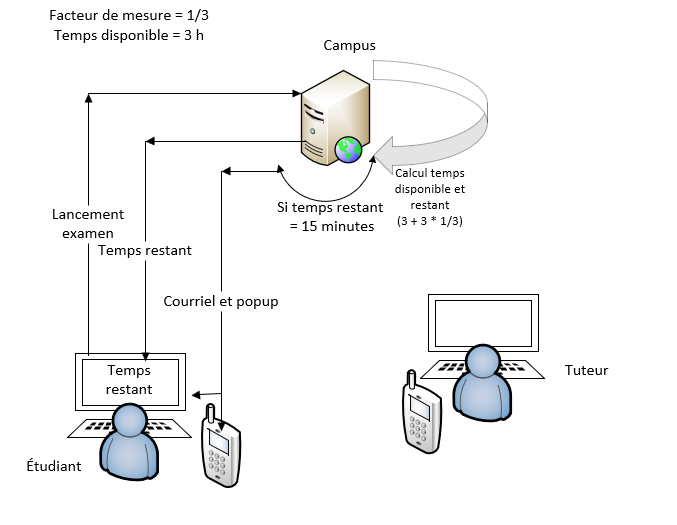 Facteur de mesure = 1/3
Temps disponible = 3 h
Campus
Calcul temps
disponible et
restant
(3 + 3 * 1/3)
Si temps restant
= 15 minutes
Lancement
examen
Temps restant
Courriel et popup
Temps
restant
Tuteur
Étudiant